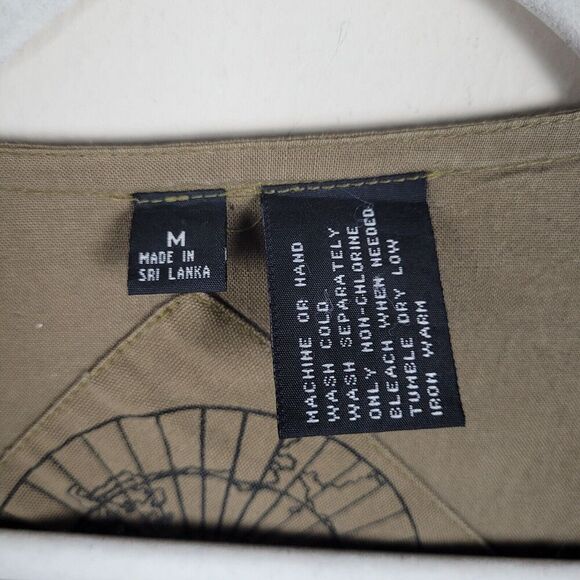 M
MADE IN
SRI LANKA
MACHINE OR HAND
WASH COLD
WASH SEPARATELY
ONLY NON-CHLORINE
BLEACH WHEN NEEDED
TUMBLE DRY LOW
IRON WARM